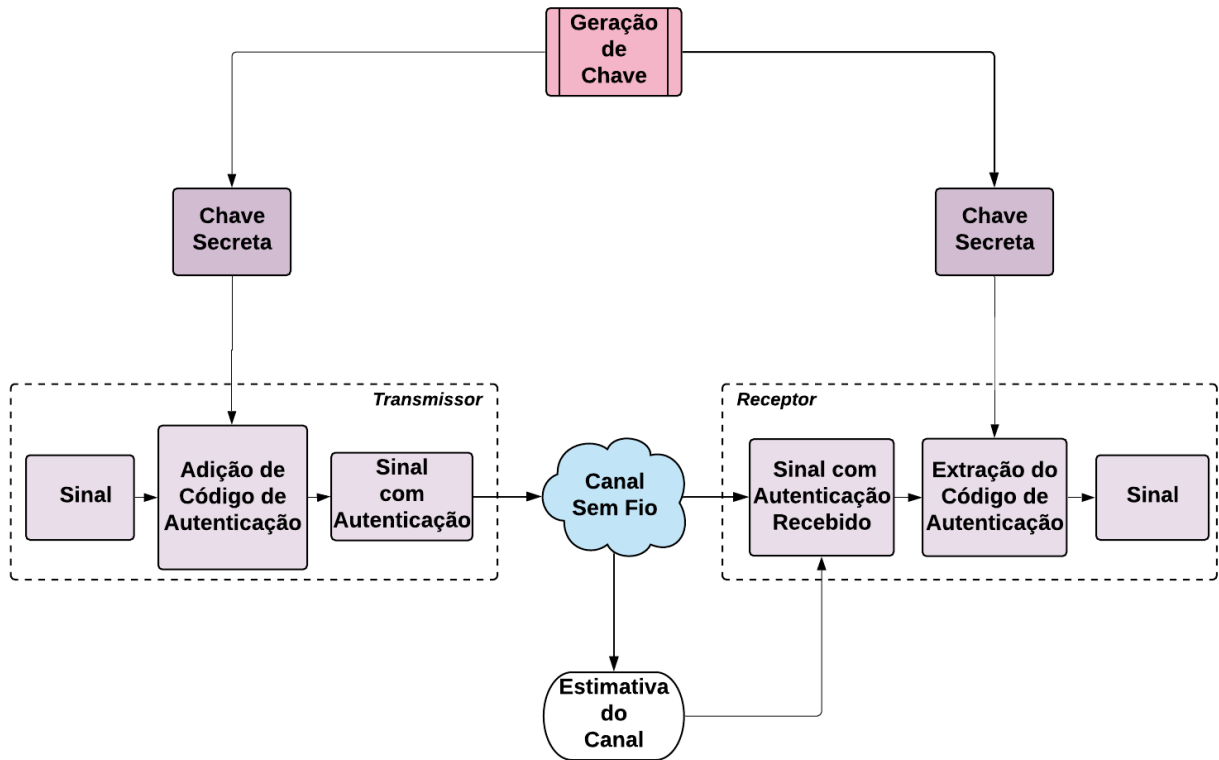 Geração
de
Chave
Chave
Secreta
Chave
Secreta
Transmissor
Receptor
Sinal
Adição de
Código de
Autenticação
Sinal
com
Autenticação
Canal
Sem Fio
Sinal com
Autenticação
Recebido
Extração do
Código de
Autenticação
Sinal
Estimativa
do
Canal